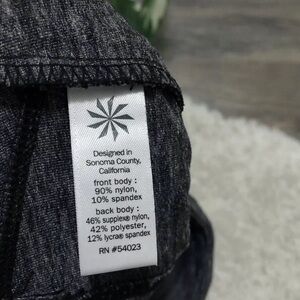 Designed in
Sonoma County,
California
front body :
90% nylon,
10% spandex
back body :
46% supplex® nylon,
42% polyester,
12% lycra® spandex
RN #54023